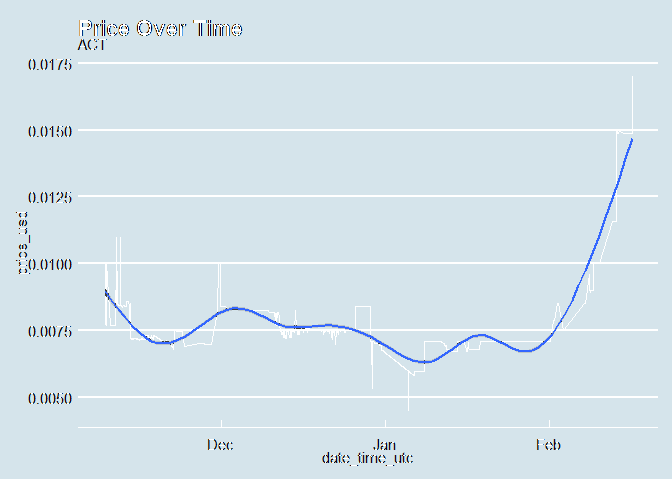 Price Over Time
ACT
0.0175
0.0150
0.0125
0.0100
0.0075
0.0050
price_usd
Dec Jan Feb
date_time_utc